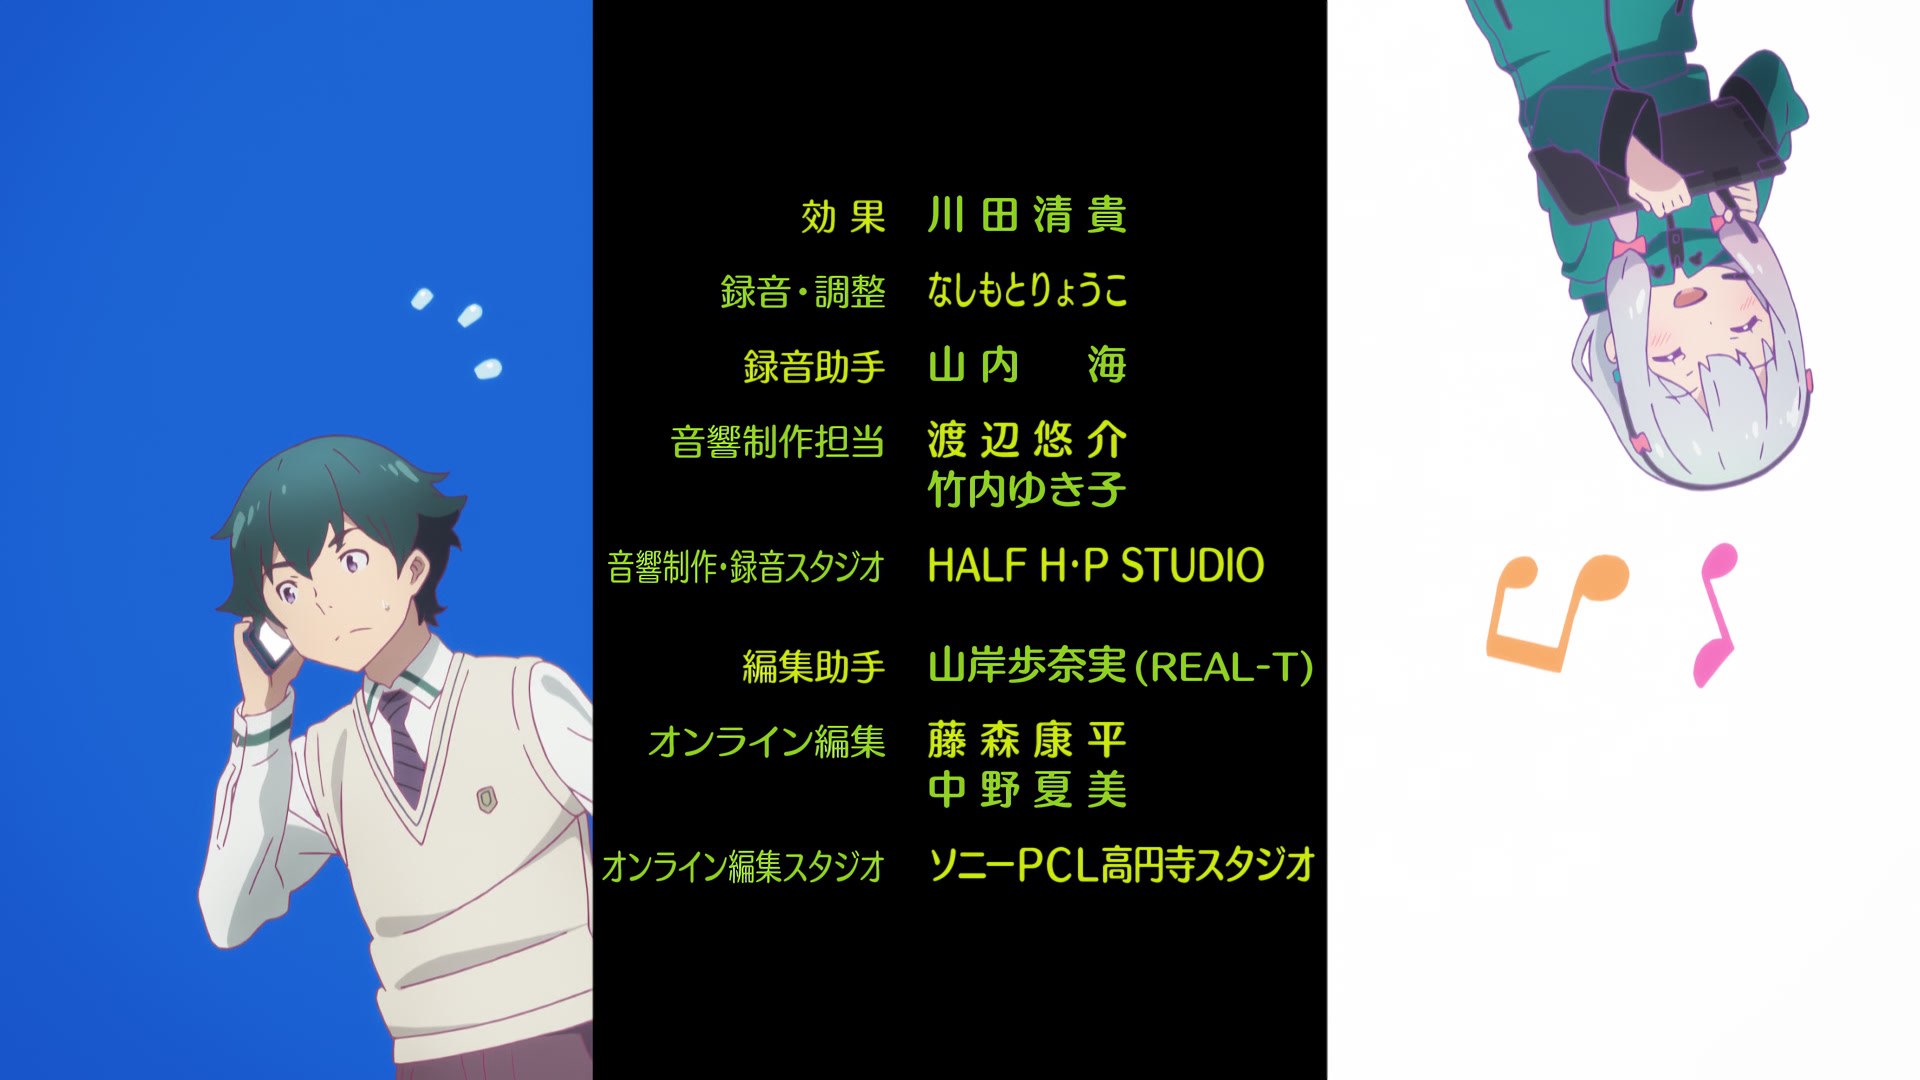 効果 川田清貴
録音・調整 なしもとりょうこ
録音助手 山内 海
音響制作担当 渡辺悠介
竹内ゆき子
音響制作・録音スタジオ HALF H・P STUDIO
編集助手 山岸歩奈実(REAL-T)
オンライン編集 藤森康平
中野夏美
オンライン編集スタジオ ソニーPCL高円寺スタジオ